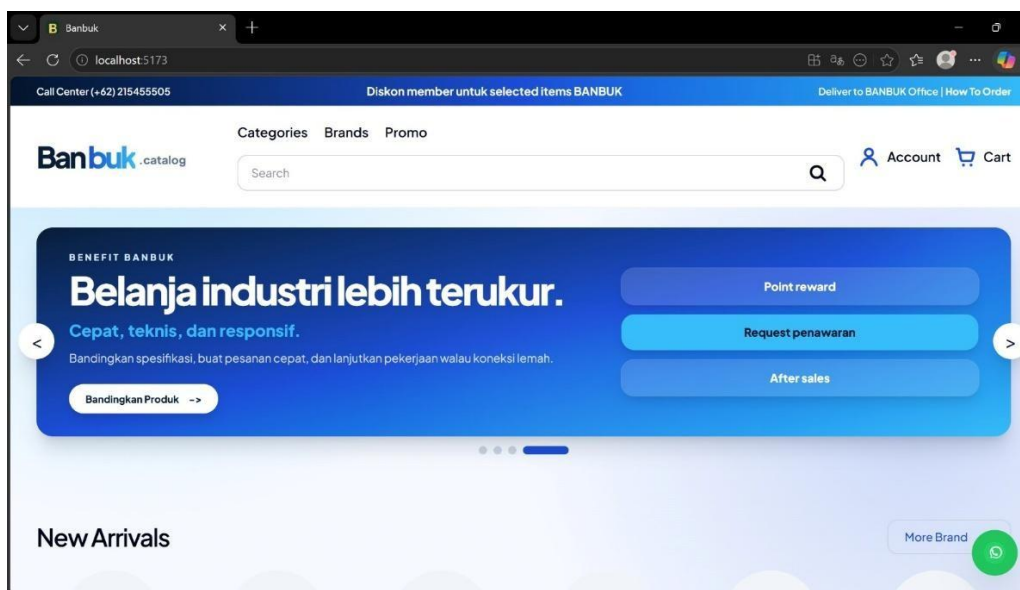 B Banbuk
localhost:5173
Call Center (+62) 215455505
Diskon member untuk selected items BANBUK
Deliver to BANBUK Office | How To Order
Categories Brands Promo
Banbuk .catalog
Search
Account
Cart
BENEFIT BANBUK
Belanja industri lebih terukur.
Cepat, teknis, dan responsif.
Bandingkan spesifikasi, buat pesanan cepat, dan lanjutkan pekerjaan walau koneksi lemah.
Bandingkan Produk ->
Point reward
Request penawaran
After sales
<
>
New Arrivals
More Brand